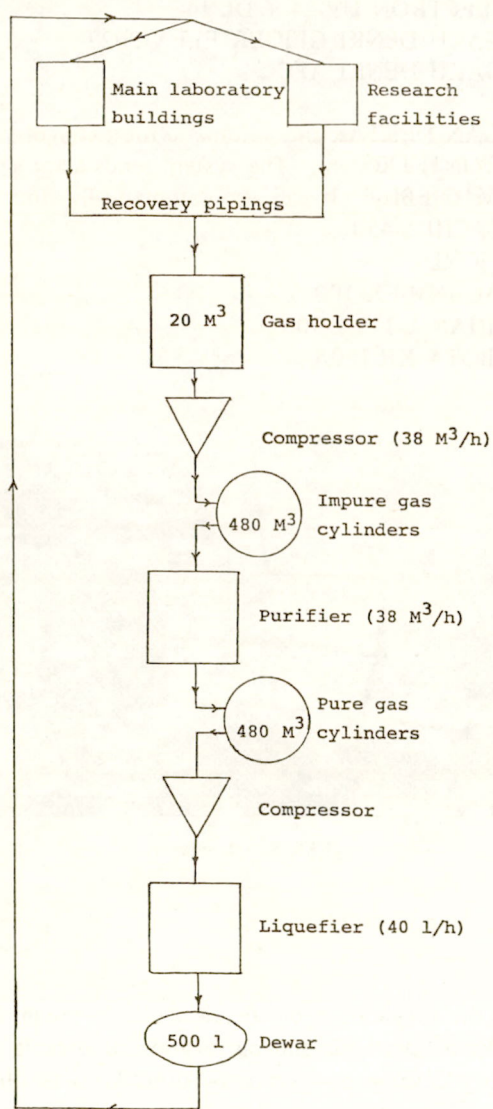 Main laboratory
buildings
Research
facilities
Recovery pipings
20 M³
Gas holder
Compressor (38 M³/h)
480 M³
Impure gas
cylinders
Purifier (38 M³/h)
480 M³
Pure gas
cylinders
Compressor
Liquefier (40 l/h)
500 l
Dewar